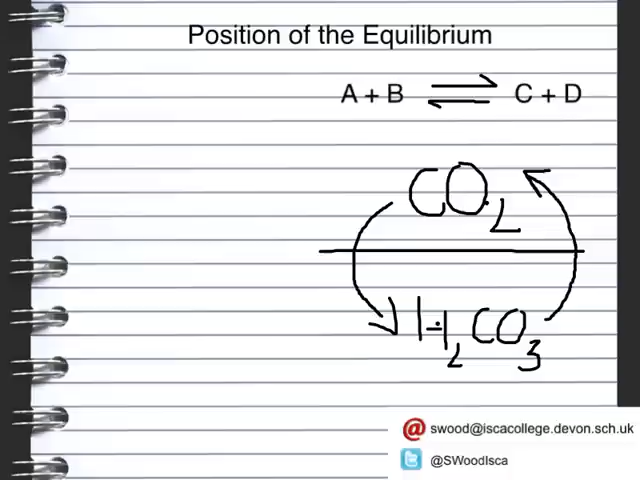 Position of the Equilibrium
A + B ⇌ C + D
CO₂
H₂CO₃
@ swood@iscacollege.devon.sch.uk
@SWoodIsca